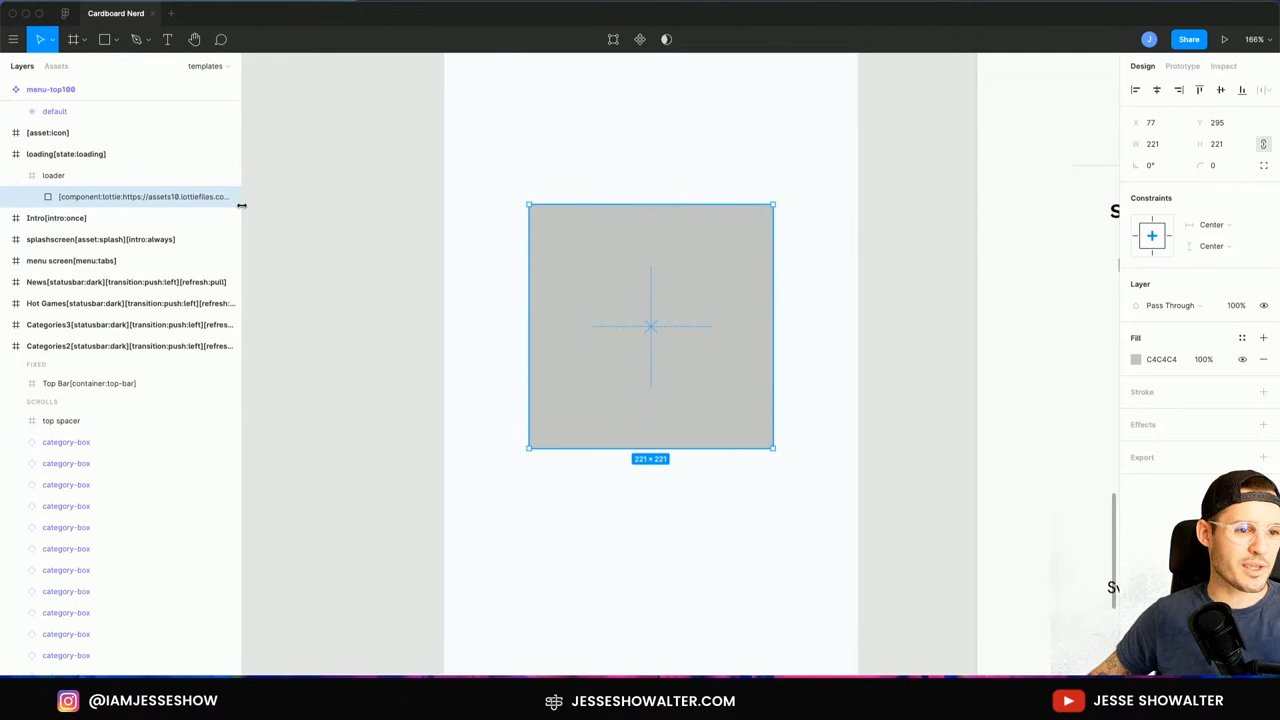 Cardboard Nerd
Share
166%
Layers
Assets
templates
Design
Prototype
Inspect
menu-top100
default
[asset:icon]
loading[state:loading]
loader
[component:lottie:https://assets10.lottiefiles.co...
Intro[intro:once]
splashscreen[asset:splash][intro:always]
menu screen[menu:tabs]
News[statusbar:dark][transition:push:left][refresh:pull]
Hot Games[statusbar:dark][transition:push:left][refresh:...
Categories3[statusbar:dark][transition:push:left][refres...
Categories2[statusbar:dark][transition:push:left][refres...
FIXED
Top Bar[container:top-bar]
SCROLLS
top spacer
category-box
category-box
category-box
category-box
category-box
category-box
category-box
category-box
category-box
category-box
category-box
221 × 221
J
X 77 Y 295
W 221 H 221
0° 0
Constraints
Center
Center
Layer
Pass Through 100%
Fill
C4C4C4 100%
Stroke
Effects
Export
@IAMJESSESHOW
JESSESHOWALTER.COM
JESSE SHOWALTER